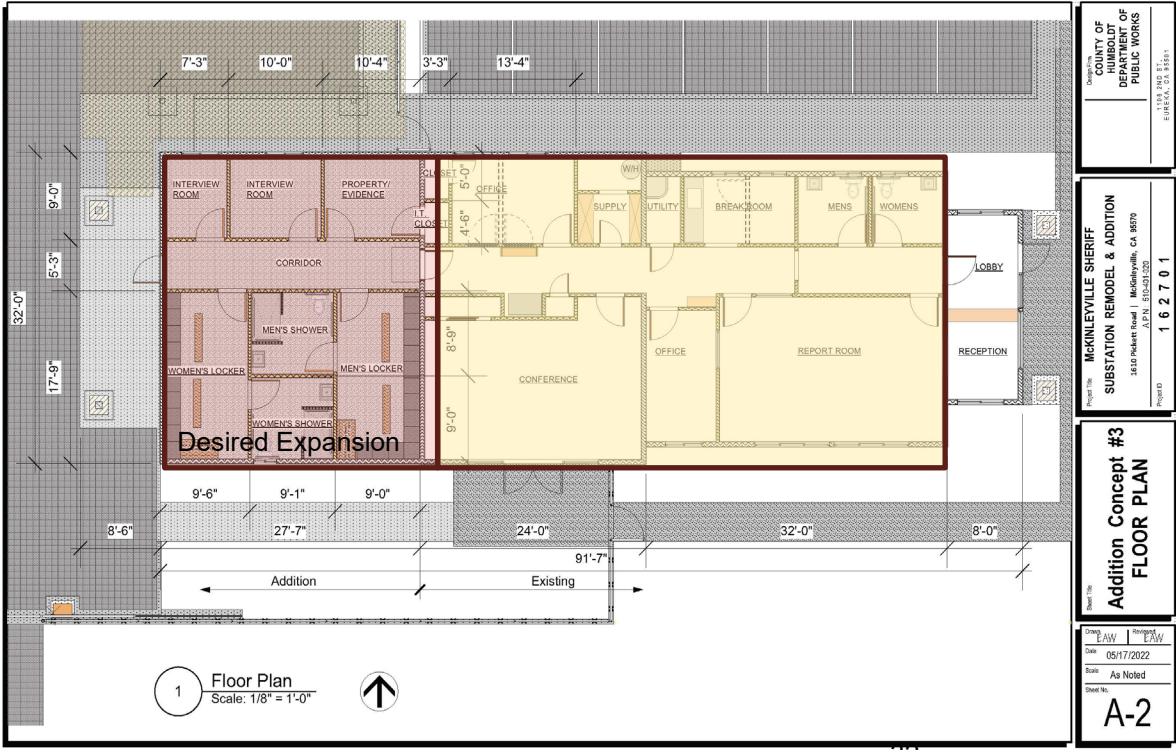 7'-3"
10'-0"
10'-4"
3'-3"
13'-4"
INTERVIEW
ROOM
INTERVIEW
ROOM
PROPERTY/
EVIDENCE
CLOSET
I.T.
CLOSET
5'-0"
4'-6"
OFFICE
W/H
SUPPLY
UTILITY
BREAK ROOM
MENS
WOMENS
9'-0"
5'-3"
32'-0"
17'-9"
CORRIDOR
LOBBY
MEN'S SHOWER
WOMEN'S LOCKER
MEN'S LOCKER
WOMEN'S SHOWER
8'-9"
9'-0"
CONFERENCE
OFFICE
REPORT ROOM
RECEPTION
Desired Expansion
9'-6"
9'-1"
9'-0"
8'-6"
27'-7"
24'-0"
32'-0"
8'-0"
91'-7"
Addition
Existing
1
Floor Plan
Scale: 1/8" = 1'-0"
Design Firm
COUNTY OF
HUMBOLDT
DEPARTMENT OF
PUBLIC WORKS
1106 2ND ST.
EUREKA, CA 95501
Project Title
McKINLEYVILLE SHERIFF
SUBSTATION REMODEL & ADDITION
1610 Pickett Road | McKinleyville, CA 95570
APN 510-401-020
Project ID
162701
Sheet Title
Addition Concept #3
FLOOR PLAN
Drawn
EAW
Reviewed
EAW
Date
05/17/2022
Scale
As Noted
Sheet No.
A-2